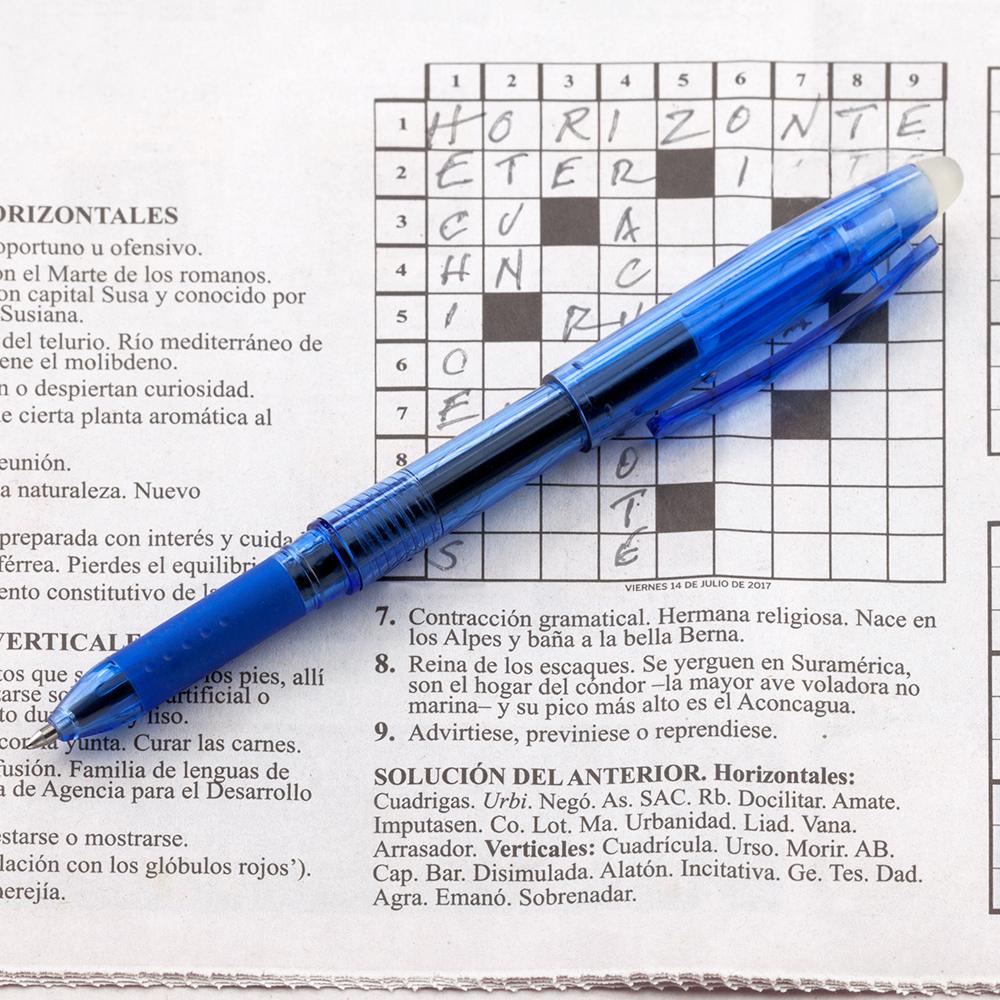 1 2 3 4 5 6 7 8 9
1 H O R I Z O N T E
2 E T E R I
3 C U A
4 H N C
5 I R U
6 O
7 E
8 O
T
S E
VIERNES 14 DE JULIO DE 2017
ORIZONTALES
oportuno u ofensivo.
on el Marte de los romanos.
on capital Susa y conocido por
Susiana.
del telurio. Río mediterráneo de
ene el molibdeno.
n o despiertan curiosidad.
e cierta planta aromática al
eunión.
a naturaleza. Nuevo
preparada con interés y cuida
férrea. Pierdes el equilibri
ento constitutivo de
VERTICALE
tos que s los pies, allí
tarse so artificial o
to du y liso.
con la yunta. Curar las carnes.
fusión. Familia de lenguas de
a de Agencia para el Desarrollo
estarse o mostrarse.
lación con los glóbulos rojos’).
herejía.
7. Contracción gramatical. Hermana religiosa. Nace en
los Alpes y baña a la bella Berna.
8. Reina de los escaques. Se yerguen en Suramérica,
son el hogar del cóndor –la mayor ave voladora no
marina– y su pico más alto es el Aconcagua.
9. Advirtiese, previniese o reprendiese.
SOLUCIÓN DEL ANTERIOR. Horizontales:
Cuadrigas. Urbi. Negó. As. SAC. Rb. Docilitar. Amate.
Imputasen. Co. Lot. Ma. Urbanidad. Liad. Vana.
Arrasador. Verticales: Cuadrícula. Urso. Morir. AB.
Cap. Bar. Disimulada. Alatón. Incitativa. Ge. Tes. Dad.
Agra. Emanó. Sobrenadar.